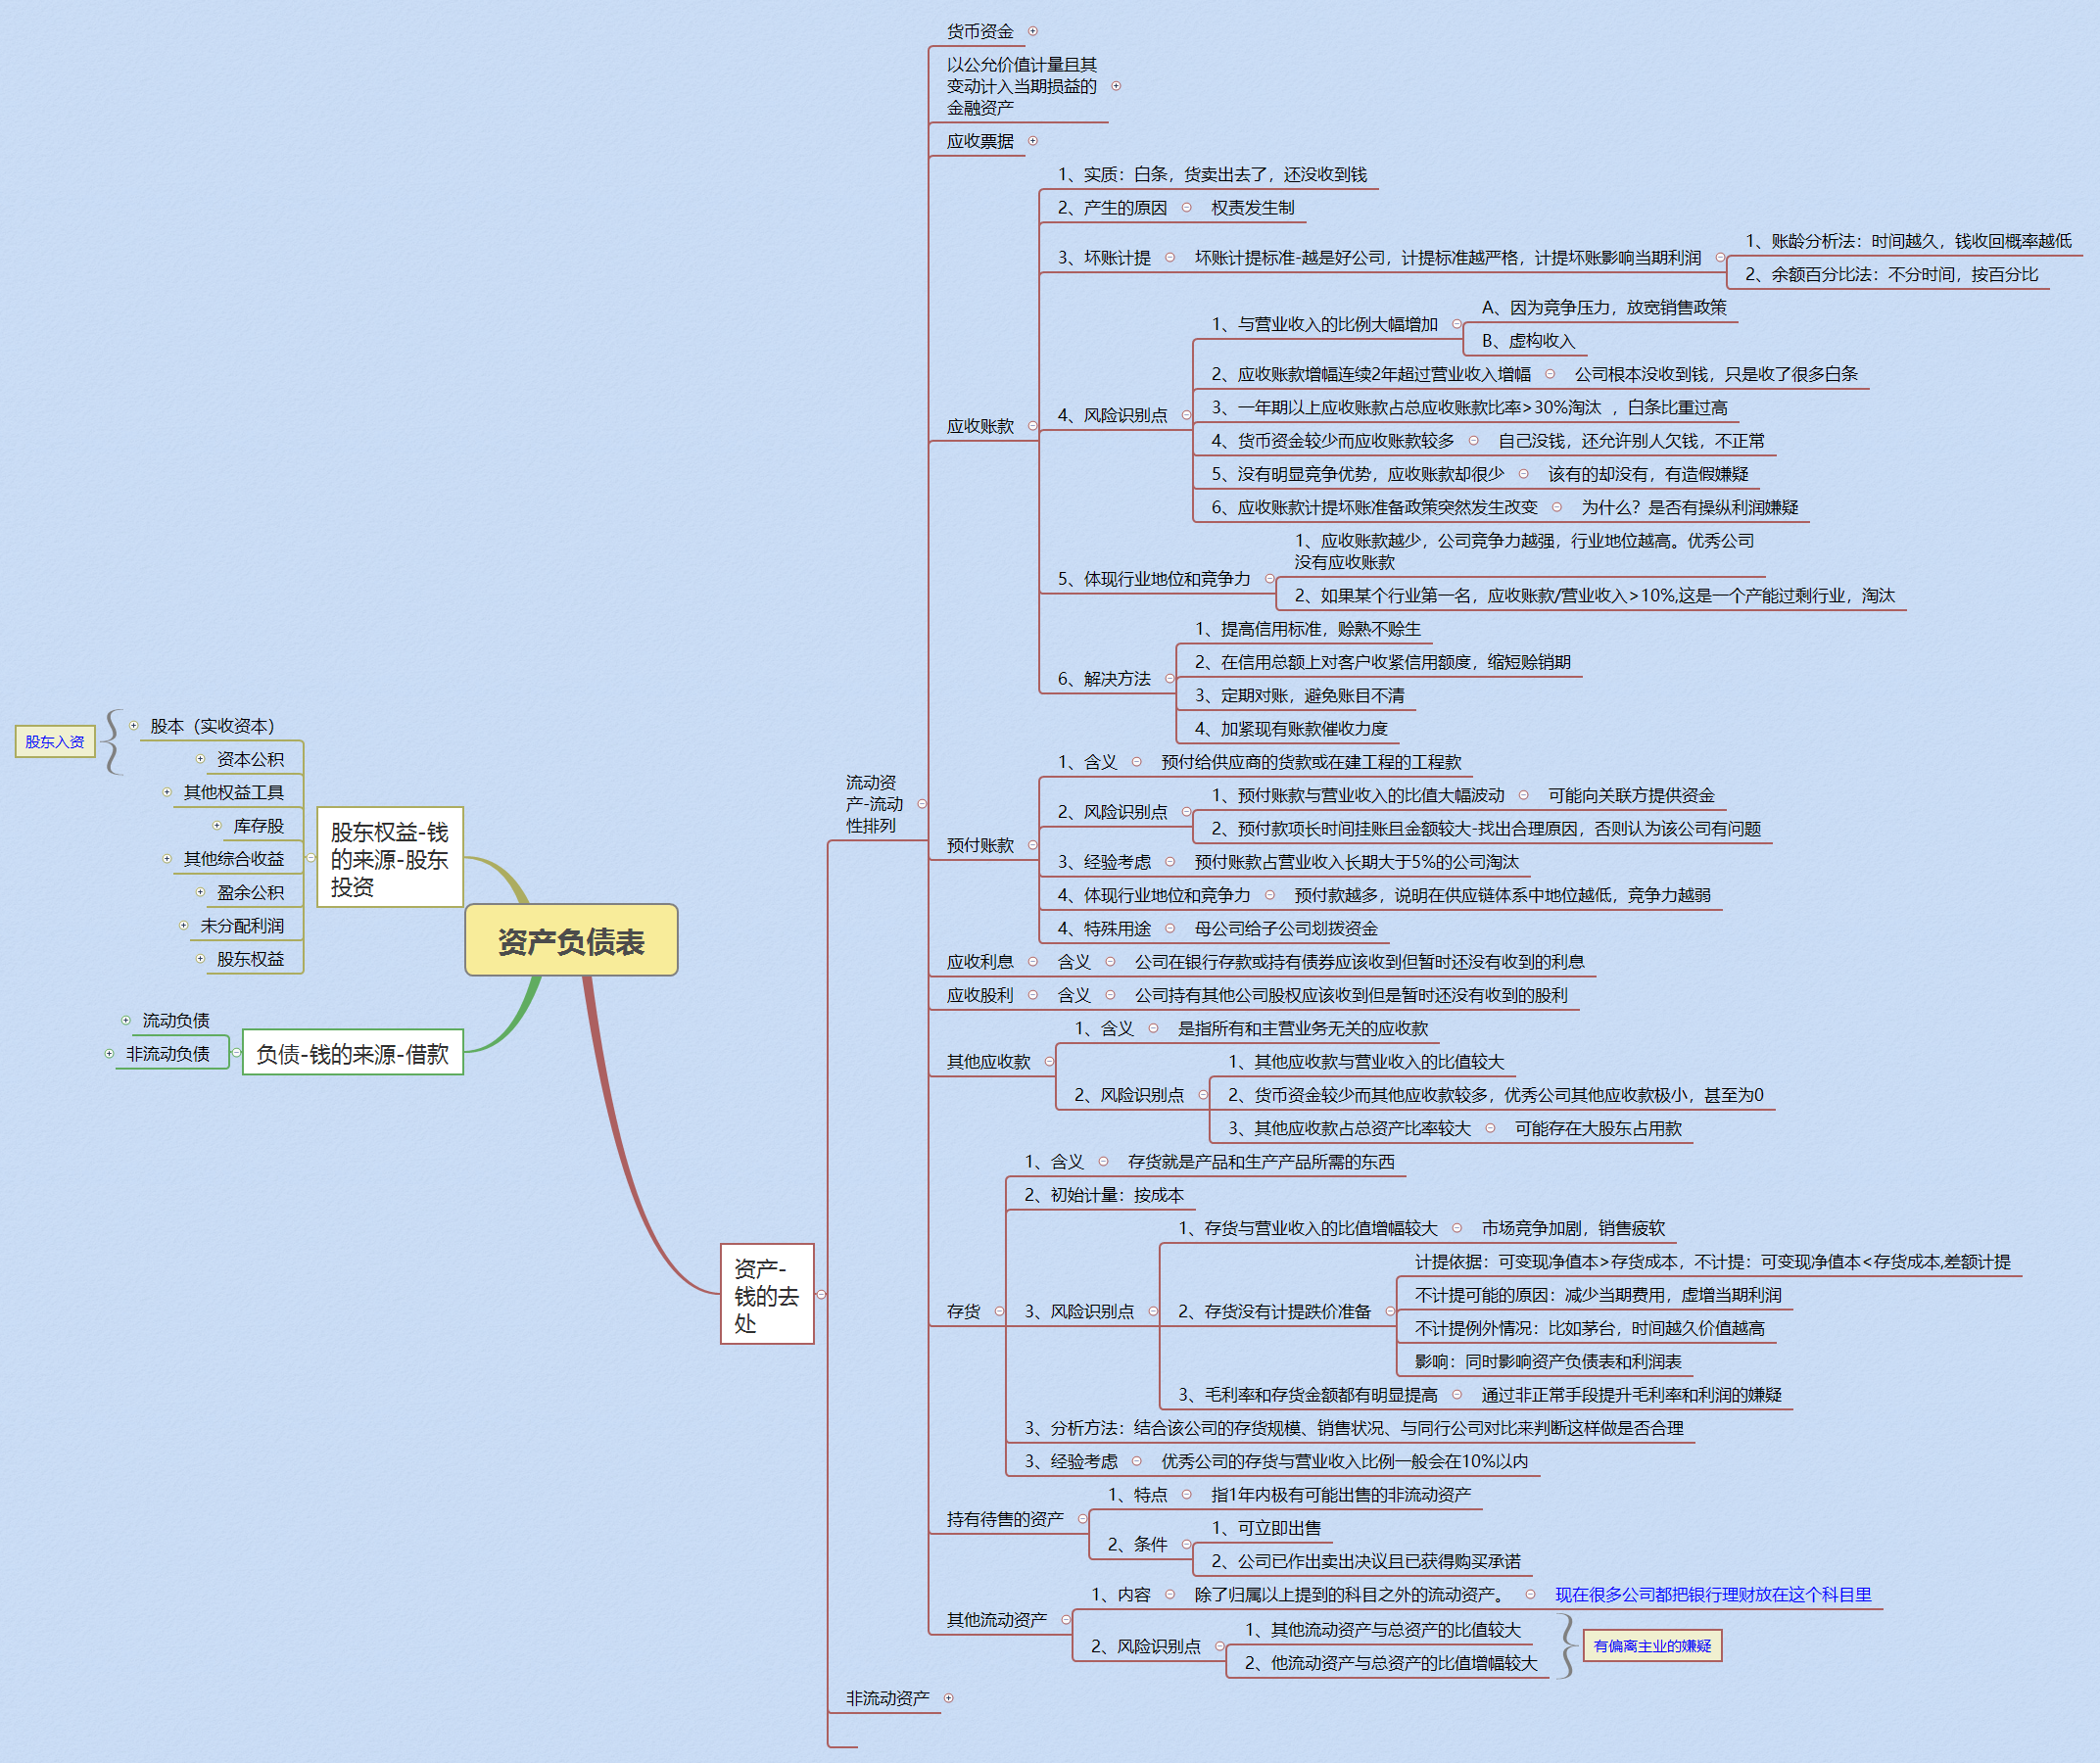 资产负债表
股东权益-钱
的来源-股东
投资
股本（实收资本）
资本公积
股东入资
其他权益工具
库存股
其他综合收益
盈余公积
未分配利润
股东权益
负债-钱的来源-借款
流动负债
非流动负债
资产-
钱的去
处
流动资
产-流动
性排列
货币资金
以公允价值计量且其
变动计入当期损益的
金融资产
应收票据
应收账款
1、实质：白条，货卖出去了，还没收到钱
2、产生的原因
权责发生制
3、坏账计提
坏账计提标准-越是好公司，计提标准越严格，计提坏账影响当期利润
1、账龄分析法：时间越久，钱收回概率越低
2、余额百分比法：不分时间，按百分比
4、风险识别点
1、与营业收入的比例大幅增加
A、因为竞争压力，放宽销售政策
B、虚构收入
2、应收账款增幅连续2年超过营业收入增幅
公司根本没收到钱，只是收了很多白条
3、一年期以上应收账款占总应收账款比率>30%淘汰 ，白条比重过高
4、货币资金较少而应收账款较多
自己没钱，还允许别人欠钱，不正常
5、没有明显竞争优势，应收账款却很少
该有的却没有，有造假嫌疑
6、应收账款计提坏账准备政策突然发生改变
为什么？是否有操纵利润嫌疑
5、体现行业地位和竞争力
1、应收账款越少，公司竞争力越强，行业地位越高。优秀公司
没有应收账款
2、如果某个行业第一名，应收账款/营业收入>10%,这是一个产能过剩行业，淘汰
6、解决方法
1、提高信用标准，赊熟不赊生
2、在信用总额上对客户收紧信用额度，缩短赊销期
3、定期对账，避免账目不清
4、加紧现有账款催收力度
预付账款
1、含义
预付给供应商的货款或在建工程的工程款
2、风险识别点
1、预付账款与营业收入的比值大幅波动
可能向关联方提供资金
2、预付款项长时间挂账且金额较大-找出合理原因，否则认为该公司有问题
3、经验考虑
预付账款占营业收入长期大于5%的公司淘汰
4、体现行业地位和竞争力
预付款越多，说明在供应链体系中地位越低，竞争力越弱
4、特殊用途
母公司给子公司划拨资金
应收利息
含义
公司在银行存款或持有债券应该收到但暂时还没有收到的利息
应收股利
含义
公司持有其他公司股权应该收到但是暂时还没有收到的股利
其他应收款
1、含义
是指所有和主营业务无关的应收款
2、风险识别点
1、其他应收款与营业收入的比值较大
2、货币资金较少而其他应收款较多，优秀公司其他应收款极小，甚至为0
3、其他应收款占总资产比率较大
可能存在大股东占用款
存货
1、含义
存货就是产品和生产产品所需的东西
2、初始计量：按成本
3、风险识别点
1、存货与营业收入的比值增幅较大
市场竞争加剧，销售疲软
2、存货没有计提跌价准备
计提依据：可变现净值本>存货成本，不计提：可变现净值本<存货成本,差额计提
不计提可能的原因：减少当期费用，虚增当期利润
不计提例外情况：比如茅台，时间越久价值越高
影响：同时影响资产负债表和利润表
3、毛利率和存货金额都有明显提高
通过非正常手段提升毛利率和利润的嫌疑
3、分析方法：结合该公司的存货规模、销售状况、与同行公司对比来判断这样做是否合理
3、经验考虑
优秀公司的存货与营业收入比例一般会在10%以内
持有待售的资产
1、特点
指1年内极有可能出售的非流动资产
2、条件
1、可立即出售
2、公司已作出卖出决议且已获得购买承诺
其他流动资产
1、内容
除了归属以上提到的科目之外的流动资产。
现在很多公司都把银行理财放在这个科目里
2、风险识别点
1、其他流动资产与总资产的比值较大
2、他流动资产与总资产的比值增幅较大
有偏离主业的嫌疑
非流动资产